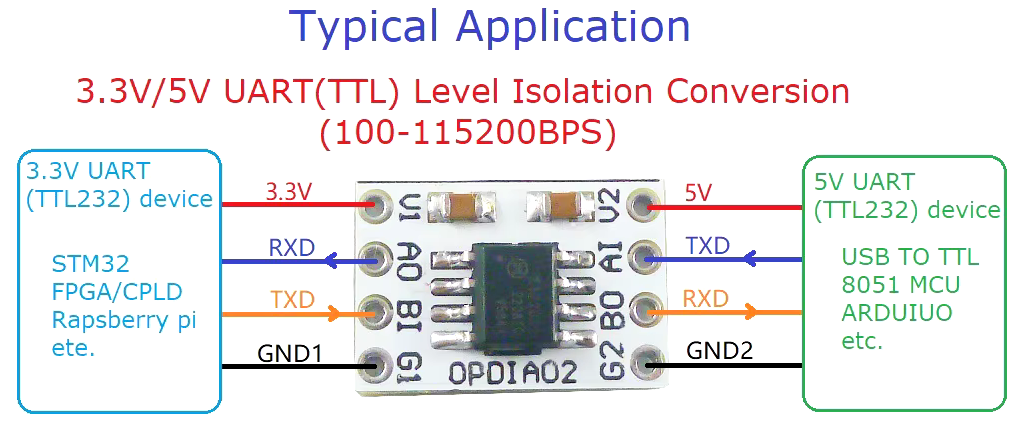 Typical Application
3.3V/5V UART(TTL) Level Isolation Conversion
(100-115200BPS)
3.3V UART
(TTL232) device
STM32
FPGA/CPLD
Rapsberry pi
ete.
3.3V
RXD
TXD
GND1
V1
AO
BI
G1
OPDIA02
V2
AI
BO
G2
5V
TXD
RXD
GND2
5V UART
(TTL232) device
USB TO TTL
8051 MCU
ARDUIUO
etc.